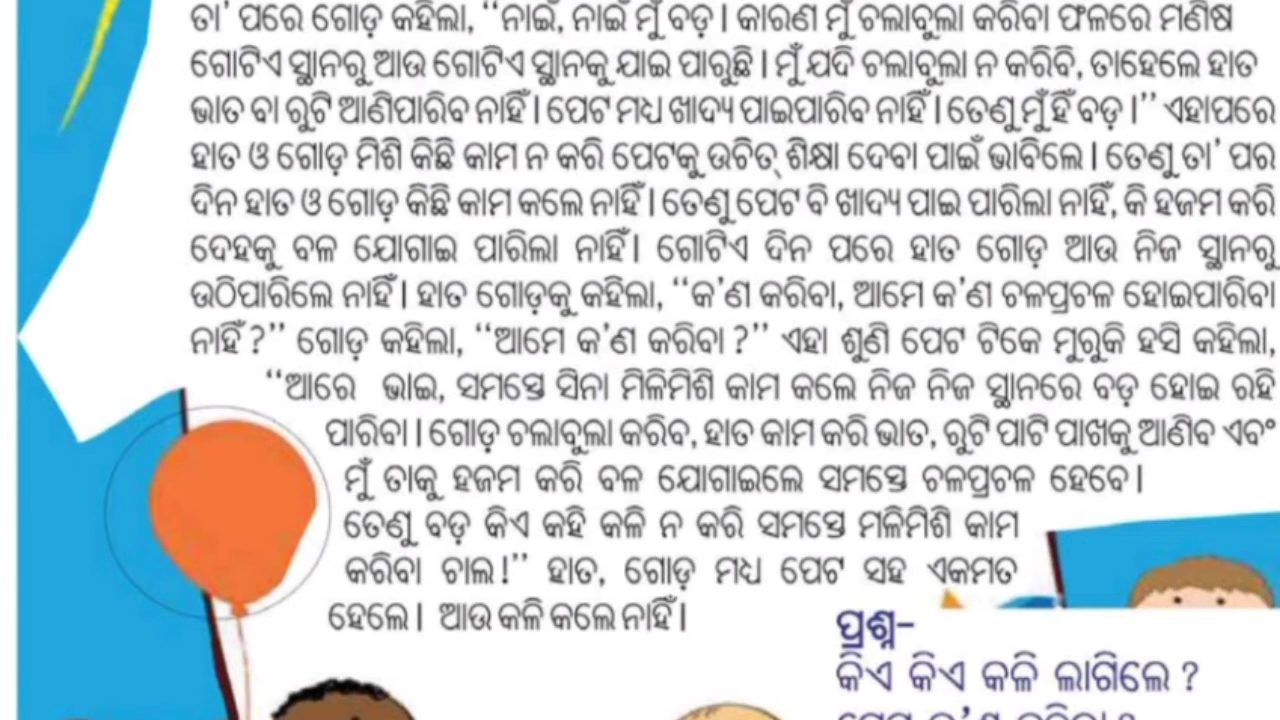 ତା’ ପରେ ଗୋଡ଼ କହିଲା, ‘‘ନାଇଁ, ନାଇଁ ମୁଁ ବଡ଼ । କାରଣ ମୁଁ ଚଲାବୁଲା କରିବା ଫଳରେ ମଣିଷ
ଗୋଟିଏ ସ୍ଥାନରୁ ଆଉ ଗୋଟିଏ ସ୍ଥାନକୁ ଯାଇ ପାରୁଛି । ମୁଁ ଯଦି ଚଲାବୁଲା ନ କରିବି, ତାହେଲେ ହାତ
ଭାତ ବା ରୁଟି ଆଣିପାରିବ ନାହିଁ । ପେଟ ମଧ୍ୟ ଖାଦ୍ୟ ପାଇପାରିବ ନାହିଁ । ତେଣୁ ମୁଁ ହିଁ ବଡ଼ ।’’ ଏହାପରେ
ହାତ ଓ ଗୋଡ଼ ମିଶି କିଛି କାମ ନ କରି ପେଟକୁ ଉଚିତ୍ ଶିକ୍ଷା ଦେବା ପାଇଁ ଭାବିଲେ । ତେଣୁ ତା’ ପର
ଦିନ ହାତ ଓ ଗୋଡ଼ କିଛି କାମ କଲେ ନାହିଁ । ତେଣୁ ପେଟ ବି ଖାଦ୍ୟ ପାଇ ପାରିଲା ନାହିଁ, କି ହଜମ କରି
ଦେହକୁ ବଳ ଯୋଗାଇ ପାରିଲା ନାହିଁ । ଗୋଟିଏ ଦିନ ପରେ ହାତ ଗୋଡ଼ ଆଉ ନିଜ ସ୍ଥାନରୁ
ଉଠିପାରିଲେ ନାହିଁ । ହାତ ଗୋଡ଼କୁ କହିଲା, ‘‘କ’ଣ କରିବା, ଆମେ କ’ଣ ଚଳପ୍ରଚଳ ହୋଇପାରିବା
ନାହିଁ ?’’ ଗୋଡ଼ କହିଲା, ‘‘ଆମେ କ’ଣ କରିବା ?’’ ଏହା ଶୁଣି ପେଟ ଟିକେ ମୁରୁକି ହସି କହିଲା,
‘‘ଆରେ ଭାଇ, ସମସ୍ତେ ସିନା ମିଳିମିଶି କାମ କଲେ ନିଜ ନିଜ ସ୍ଥାନରେ ବଡ଼ ହୋଇ ରହି
ପାରିବା । ଗୋଡ଼ ଚଲାବୁଲା କରିବ, ହାତ କାମ କରି ଭାତ, ରୁଟି ପାଟି ପାଖକୁ ଆଣିବ ଏବଂ
ମୁଁ ତାକୁ ହଜମ କରି ବଳ ଯୋଗାଇଲେ ସମସ୍ତେ ଚଳପ୍ରଚଳ ହେବେ ।
ତେଣୁ ବଡ଼ କିଏ କହି କଳି ନ କରି ସମସ୍ତେ ମଳିମିଶି କାମ
କରିବା ଚାଲ !’’ ହାତ, ଗୋଡ଼ ମଧ୍ୟ ପେଟ ସହ ଏକମତ
ହେଲେ । ଆଉ କଳି କଲେ ନାହିଁ ।
ପ୍ରଶ୍ନ–
କିଏ କିଏ କଳି ଲାଗିଲେ ?